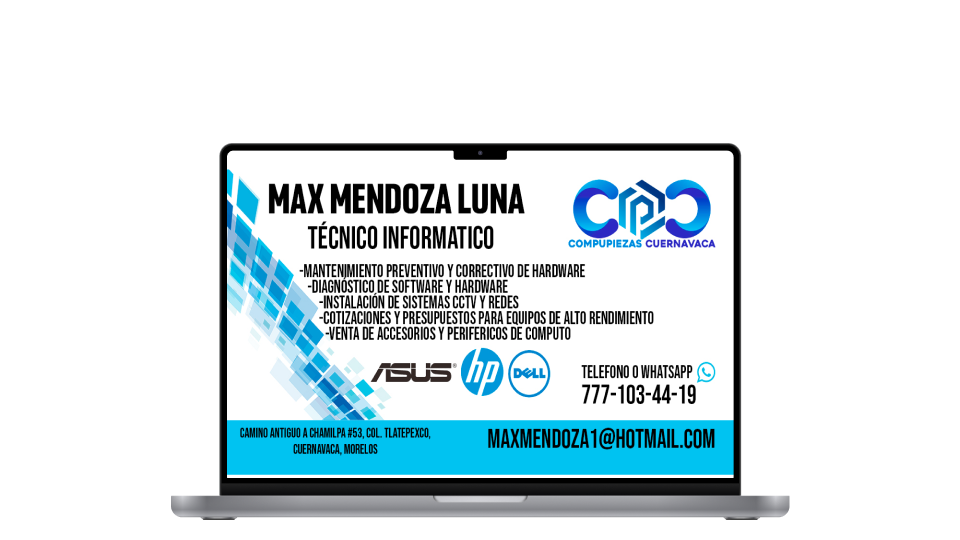 MAX MENDOZA LUNA
TÉCNICO INFORMATICO
CPC
COMPUPIEZAS CUERNAVACA
-MANTENIMIENTO PREVENTIVO Y CORRECTIVO DE HARDWARE
-DIAGNÓSTICO DE SOFTWARE Y HARDWARE
-INSTALACIÓN DE SISTEMAS CCTV Y REDES
-COTIZACIONES Y PRESUPUESTOS PARA EQUIPOS DE ALTO RENDIMIENTO
-VENTA DE ACCESORIOS Y PERIFERICOS DE COMPUTO
ASUS® hp DELL
TELEFONO O WHATSAPP
777-103-44-19
CAMINO ANTIGUO A CHAMILPA #53, COL. TLATEPEXCO,
CUERNAVACA, MORELOS
MAXMENDOZA1@HOTMAIL.COM